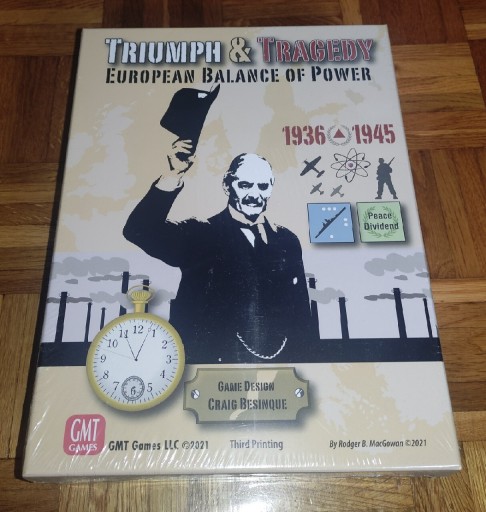 TRIUMPH & TRAGEDY
EUROPEAN BALANCE OF POWER
1936 1945
Peace
Dividend
GAME DESIGN
CRAIG BESINQUE
GMT
GAMES
GMT Games LLC ©2021 Third Printing By Rodger B. MacGowan ©2021